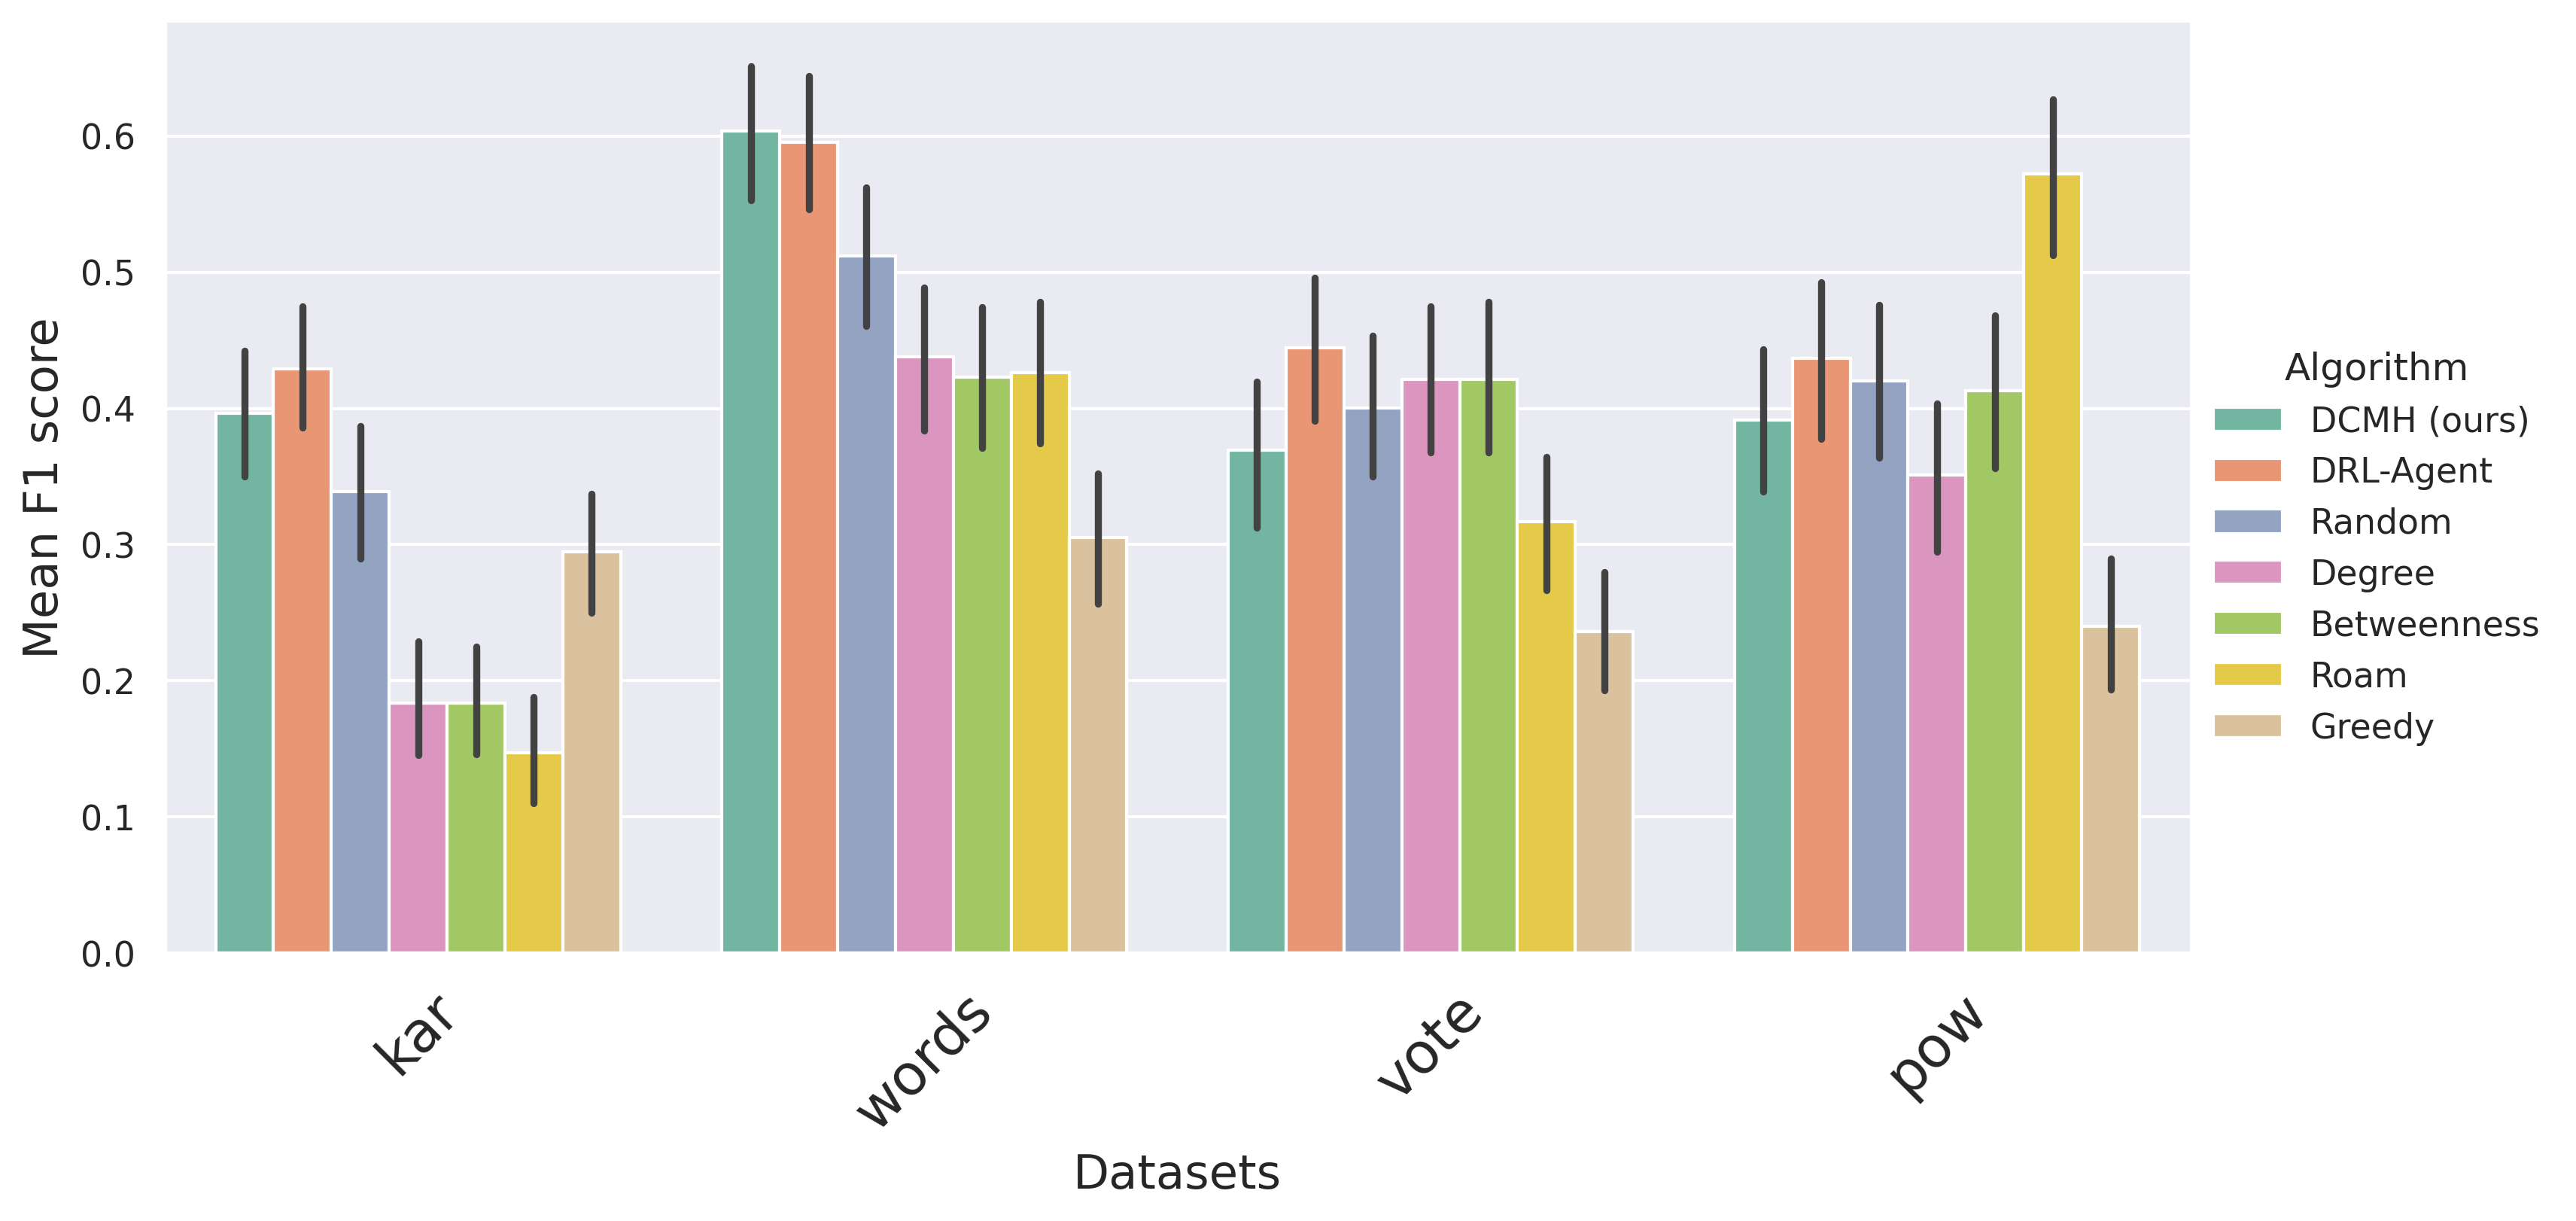 Mean F1 score
0.6
0.5
0.4
0.3
0.2
0.1
0.0
kar
words
vote
pow
Datasets
Algorithm
DCMH (ours)
DRL-Agent
Random
Degree
Betweenness
Roam
Greedy